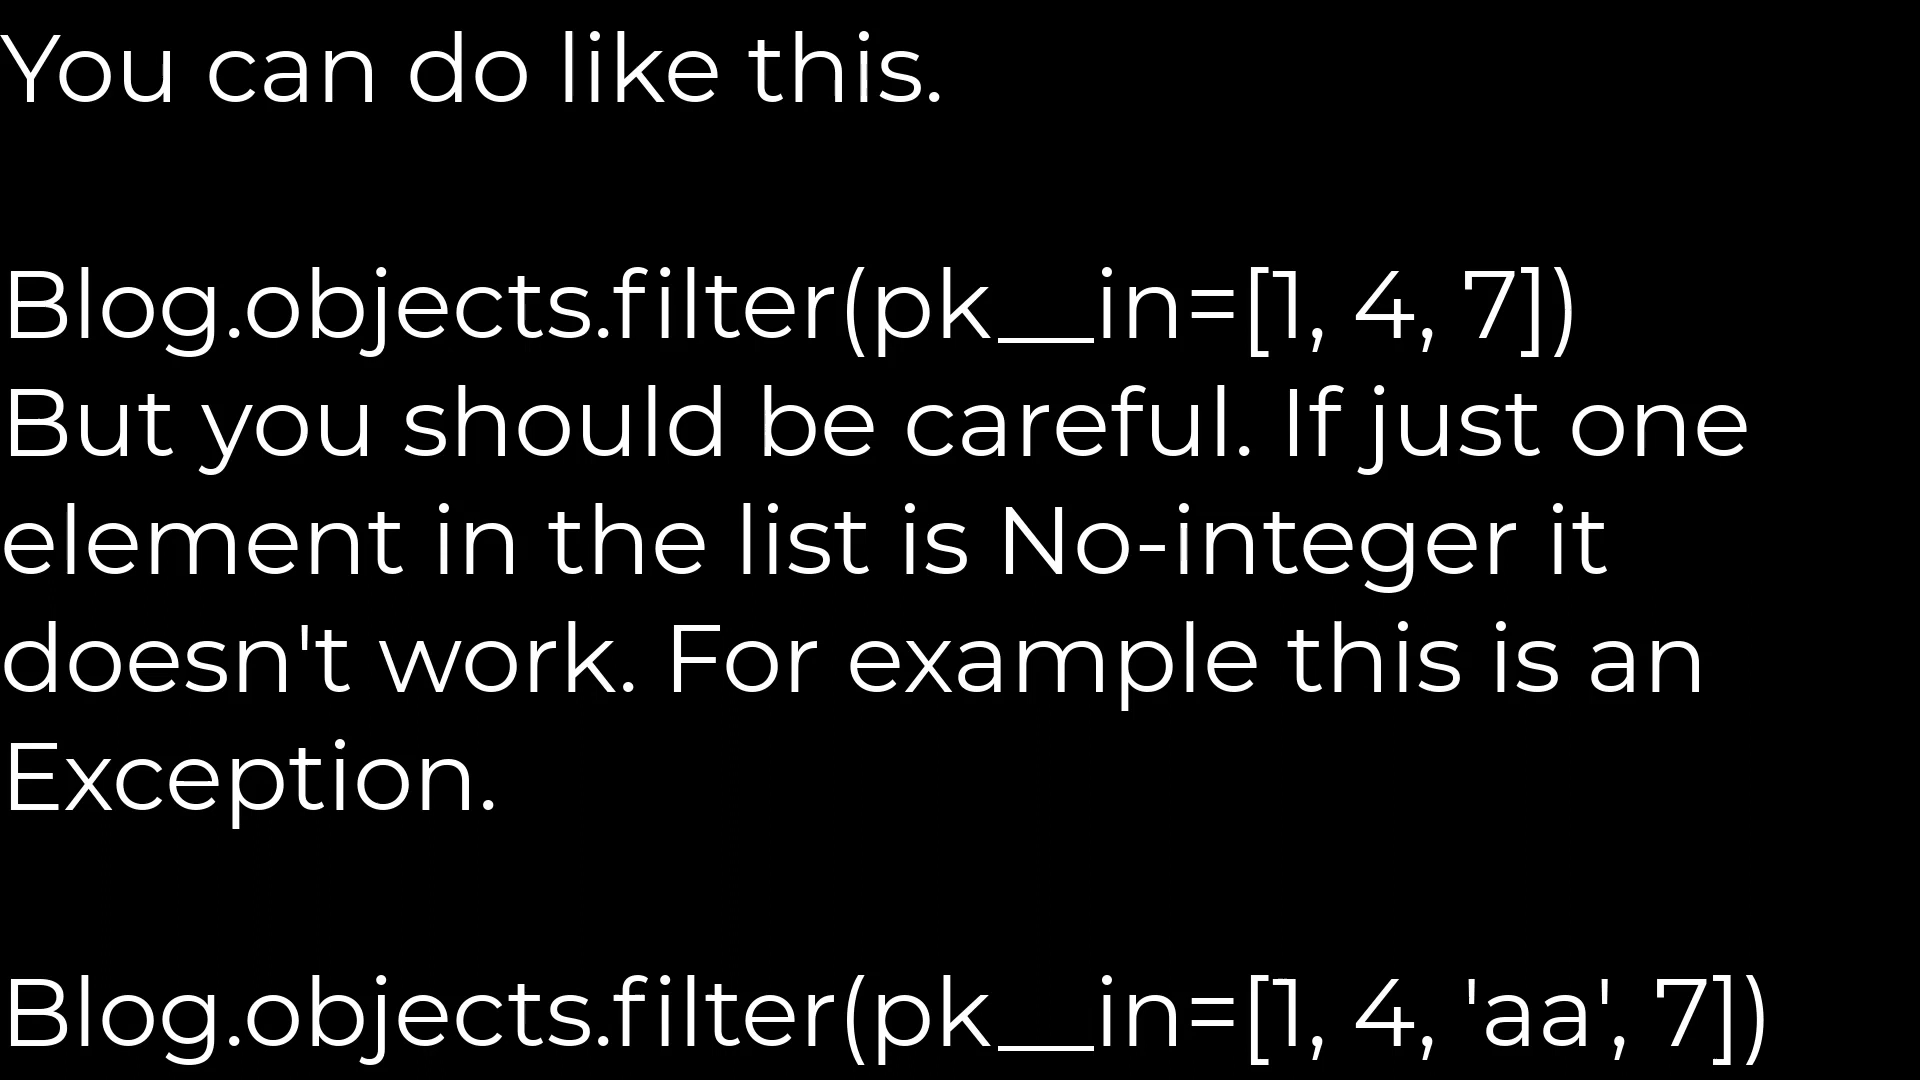 You can do like this.
Blog.objects.filter(pk__in=[1, 4, 7])
But you should be careful. If just one
element in the list is No-integer it
doesn't work. For example this is an
Exception.
Blog.objects.filter(pk__in=[1, 4, 'aa', 7])